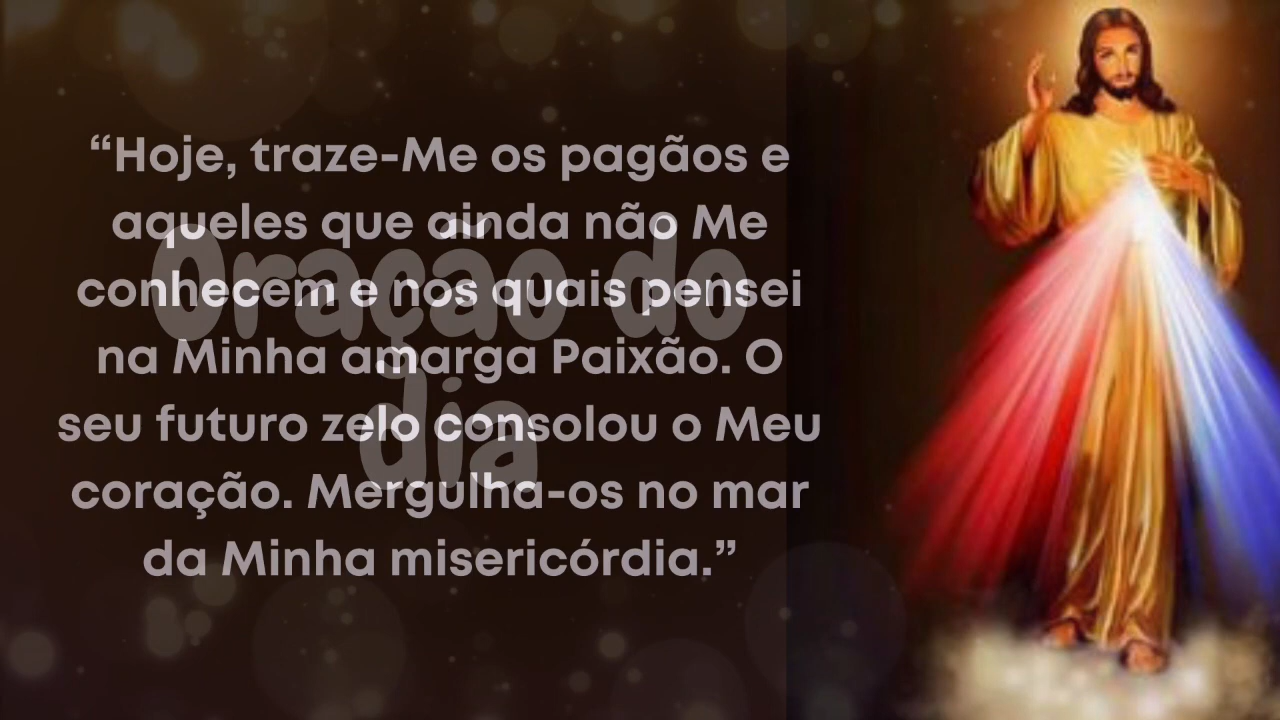 “Hoje, traze-Me os pagãos e
aqueles que ainda não Me
conhecem e nos quais pensei
na Minha amarga Paixão. O
seu futuro zelo consolou o Meu
coração. Mergulha-os no mar
da Minha misericórdia.”
Oração do
dia